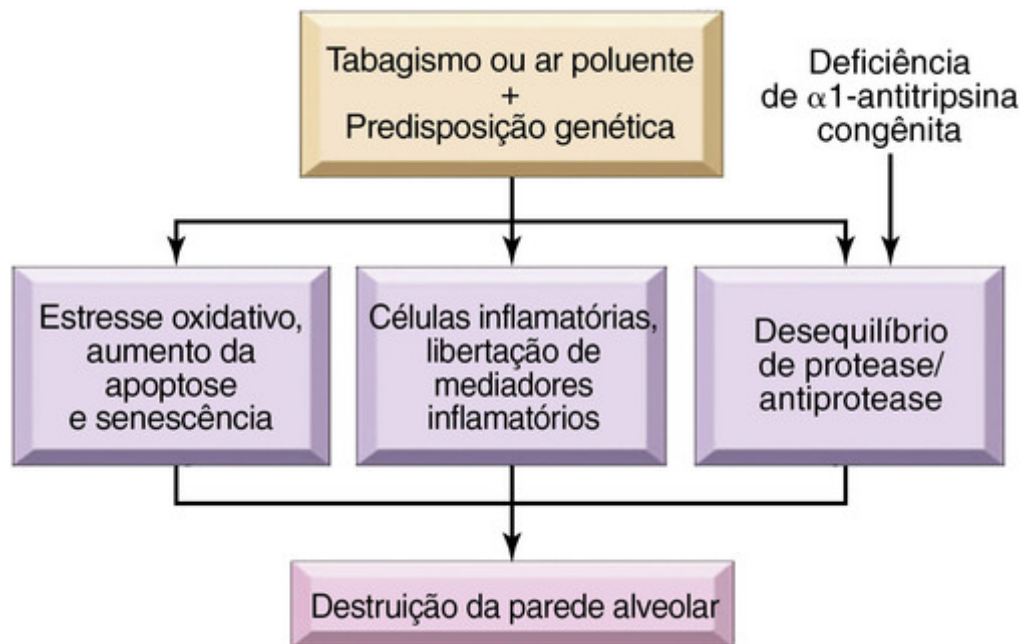 Tabagismo ou ar poluente
+
Predisposição genética
Deficiência
de α1-antitripsina
congênita
Estresse oxidativo,
aumento da
apoptose
e senescência
Células inflamatórias,
libertação de
mediadores
inflamatórios
Desequilíbrio
de protease/
antiprotease
Destruição da parede alveolar